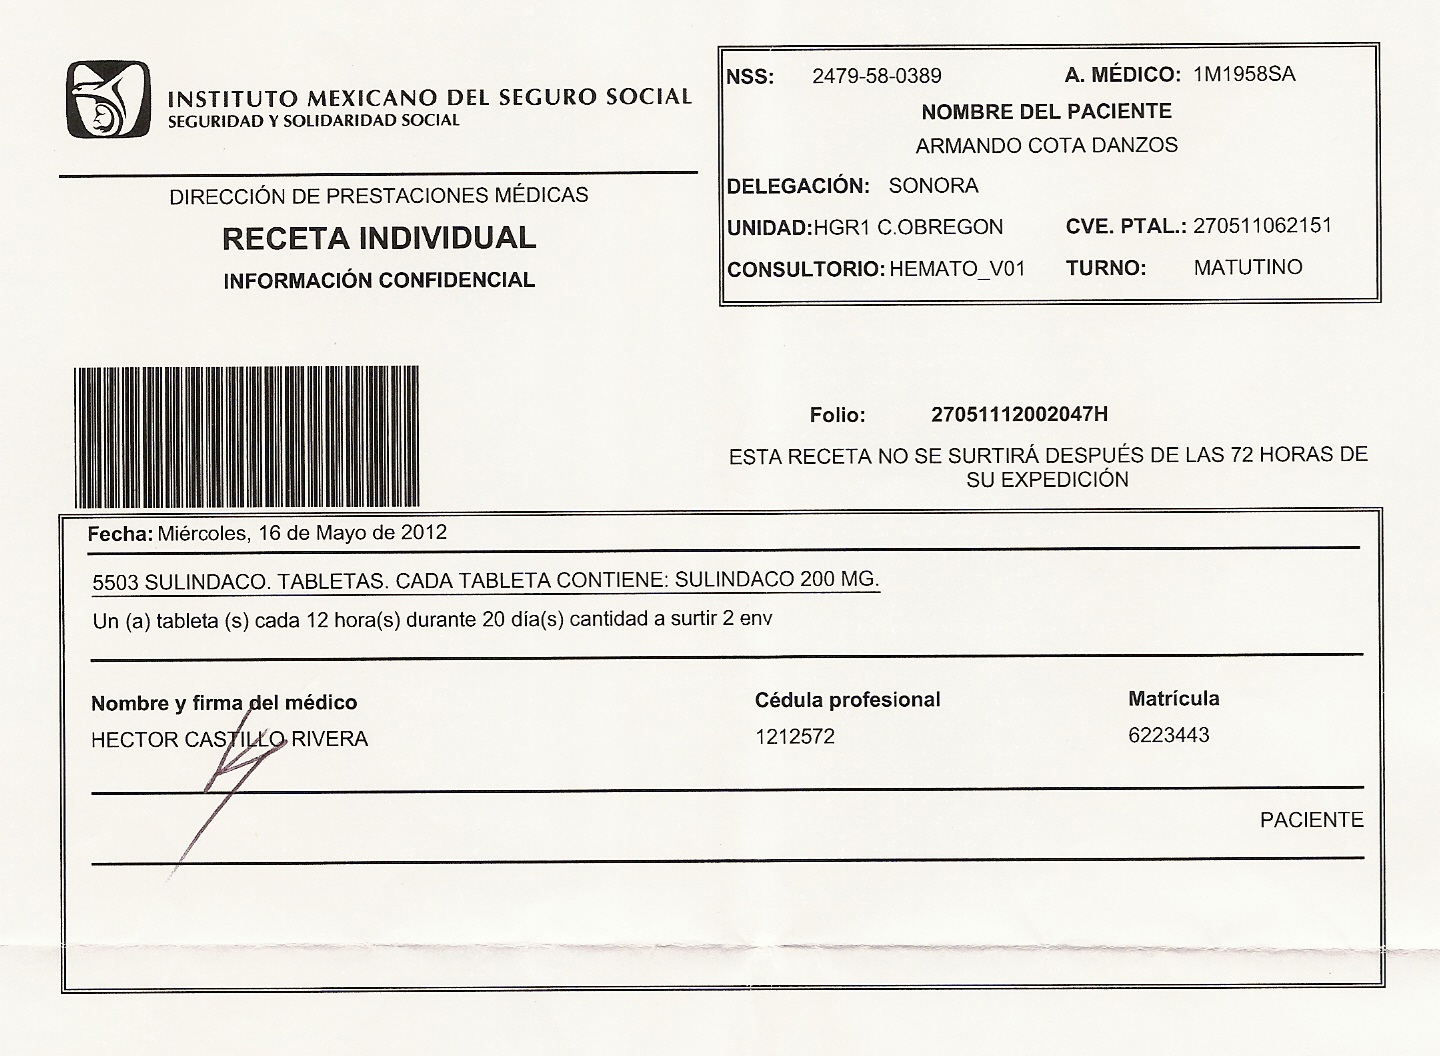 INSTITUTO MEXICANO DEL SEGURO SOCIAL
SEGURIDAD Y SOLIDARIDAD SOCIAL
DIRECCIÓN DE PRESTACIONES MÉDICAS
RECETA INDIVIDUAL
INFORMACIÓN CONFIDENCIAL
NSS: 2479-58-0389 A. MÉDICO: 1M1958SA
NOMBRE DEL PACIENTE
ARMANDO COTA DANZOS
DELEGACIÓN: SONORA
UNIDAD:HGR1 C.OBREGON CVE. PTAL.: 270511062151
CONSULTORIO: HEMATO_V01 TURNO: MATUTINO
Folio: 27051112002047H
ESTA RECETA NO SE SURTIRÁ DESPUÉS DE LAS 72 HORAS DE
SU EXPEDICIÓN
Fecha: Miércoles, 16 de Mayo de 2012
5503 SULINDACO. TABLETAS. CADA TABLETA CONTIENE: SULINDACO 200 MG.
Un (a) tableta (s) cada 12 hora(s) durante 20 día(s) cantidad a surtir 2 env
Nombre y firma del médico Cédula profesional Matrícula
HECTOR CASTILLO RIVERA 1212572 6223443
PACIENTE